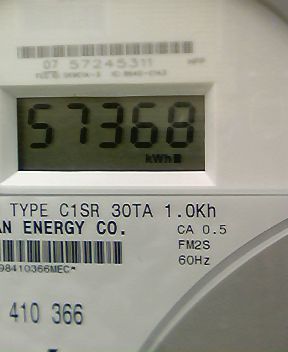 07 57245311
57368
kWh
TYPE C1SR 30TA 1.0Kh
AN ENERGY CO.
CA 0.5
FM2S
60Hz
98410366MEC*
410 366